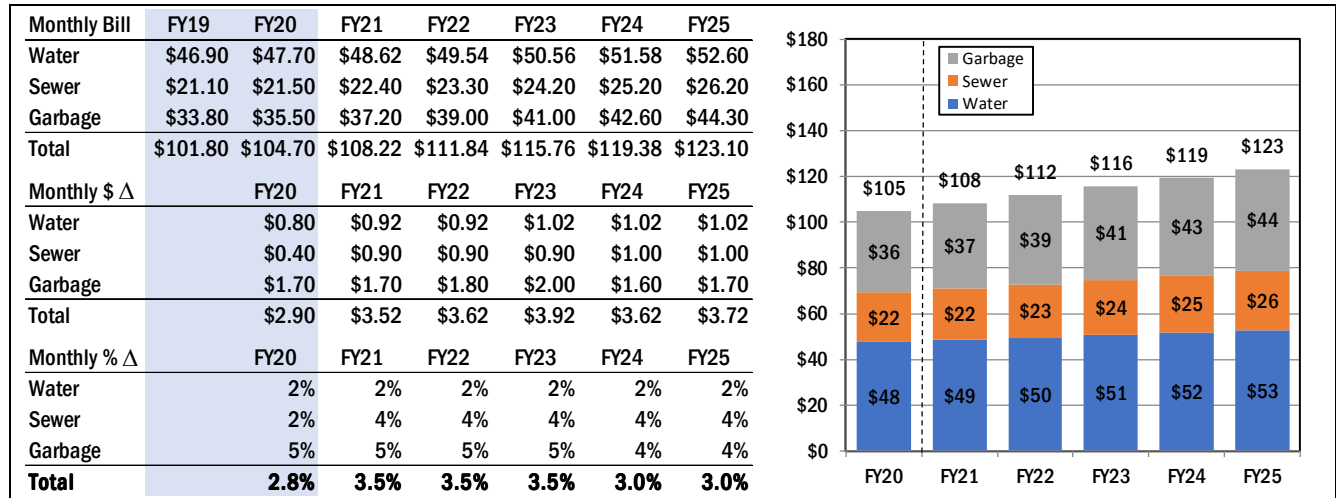 Monthly Bill FY19 FY20 FY21 FY22 FY23 FY24 FY25
Water $46.90 $47.70 $48.62 $49.54 $50.56 $51.58 $52.60
Sewer $21.10 $21.50 $22.40 $23.30 $24.20 $25.20 $26.20
Garbage $33.80 $35.50 $37.20 $39.00 $41.00 $42.60 $44.30
Total $101.80 $104.70 $108.22 $111.84 $115.76 $119.38 $123.10
Monthly $ Δ FY20 FY21 FY22 FY23 FY24 FY25
Water $0.80 $0.92 $0.92 $1.02 $1.02 $1.02
Sewer $0.40 $0.90 $0.90 $0.90 $1.00 $1.00
Garbage $1.70 $1.70 $1.80 $2.00 $1.60 $1.70
Total $2.90 $3.52 $3.62 $3.92 $3.62 $3.72
Monthly % Δ FY20 FY21 FY22 FY23 FY24 FY25
Water 2% 2% 2% 2% 2% 2%
Sewer 2% 4% 4% 4% 4% 4%
Garbage 5% 5% 5% 5% 4% 4%
Total 2.8% 3.5% 3.5% 3.5% 3.0% 3.0%
$180
$160
$140
$120
$100
$80
$60
$40
$20
$0
Garbage
Sewer
Water
$105 $108 $112 $116 $119 $123
$36 $37 $39 $41 $43 $44
$22 $22 $23 $24 $25 $26
$48 $49 $50 $51 $52 $53
FY20 FY21 FY22 FY23 FY24 FY25